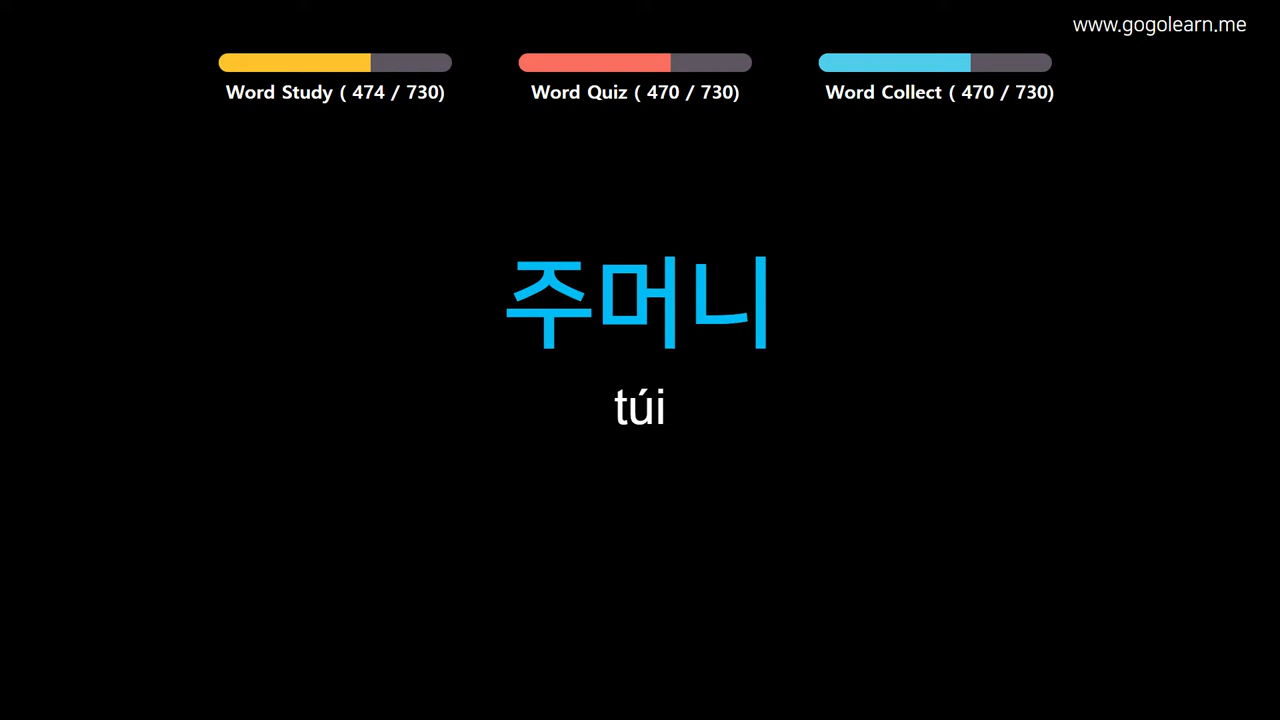 www.gogolearn.me
Word Study ( 474 / 730)
Word Quiz ( 470 / 730)
Word Collect ( 470 / 730)
주머니
túi